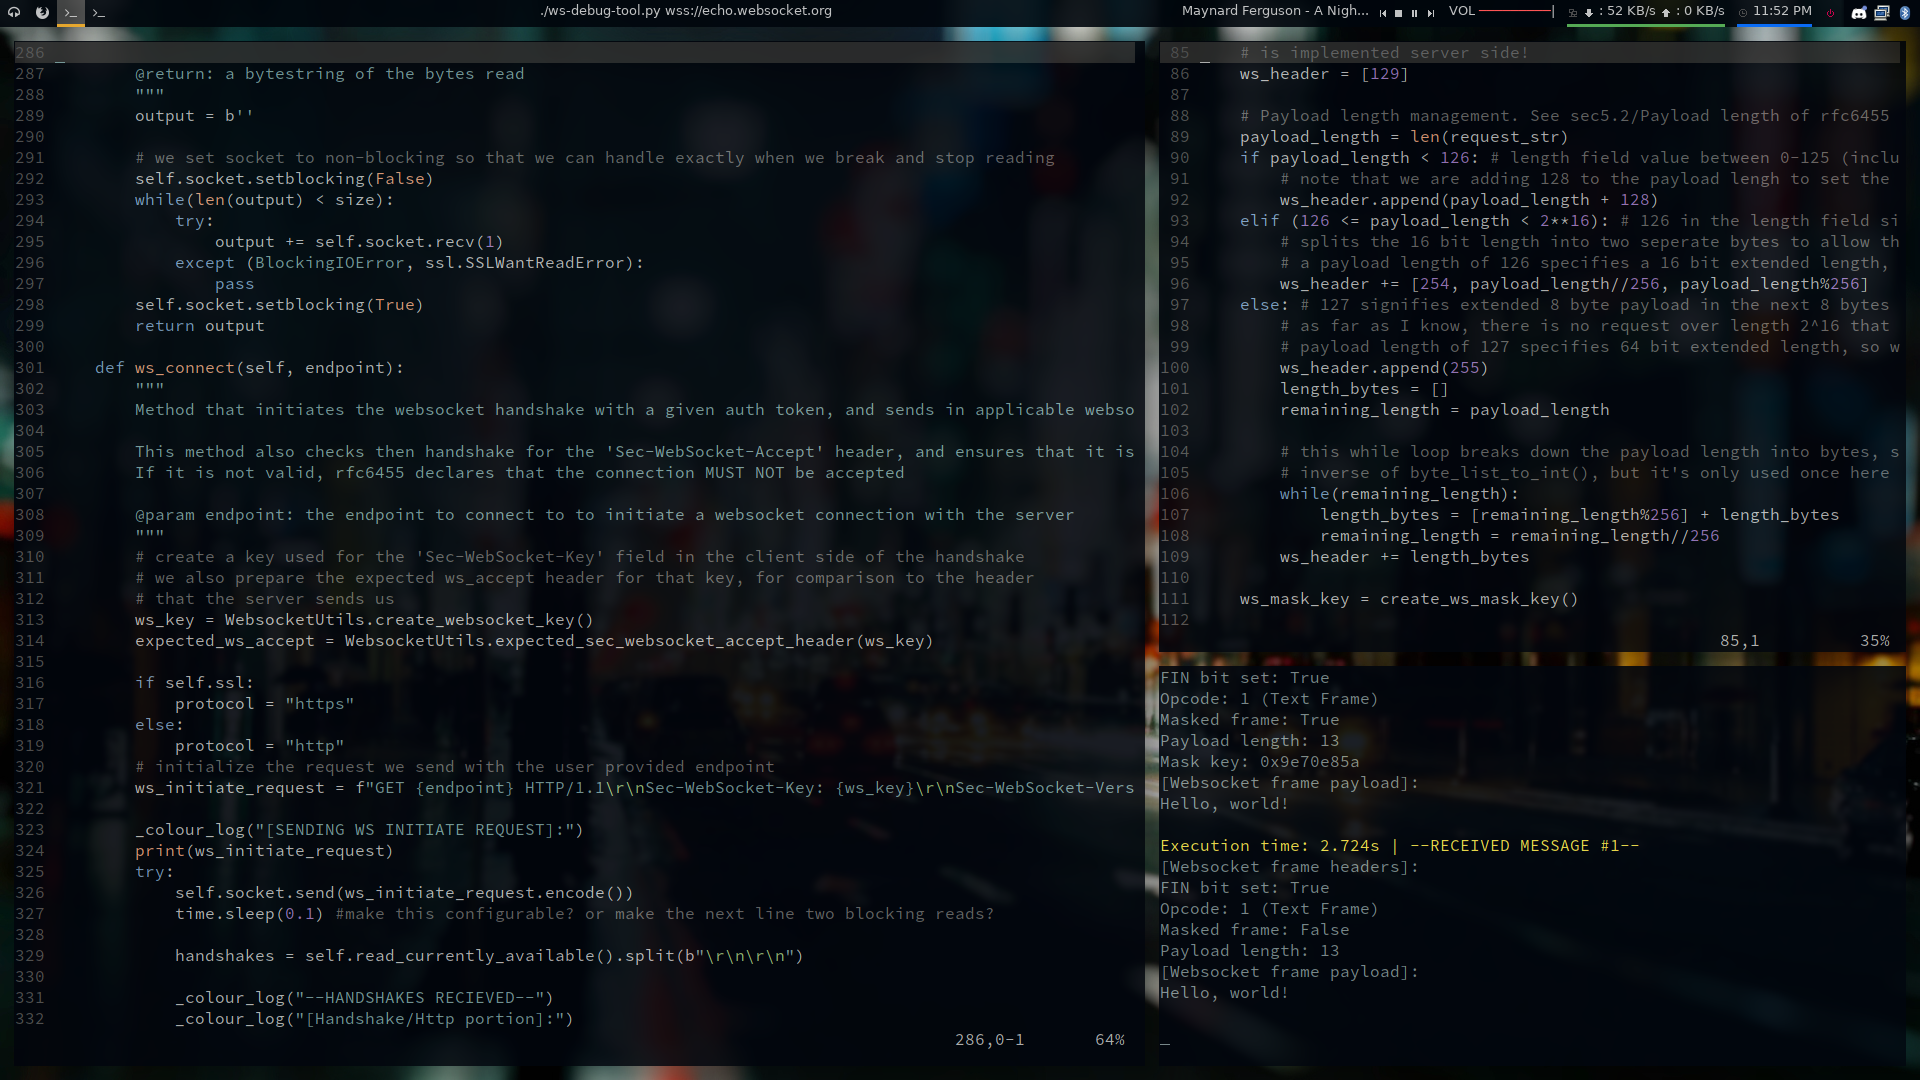 ./ws-debug-tool.py wss://echo.websocket.org
Maynard Ferguson - A Nigh... VOL : 52 KB/s : 0 KB/s 11:52 PM
286
287 @return: a bytestring of the bytes read
288 """
289 output = b''
290
291 # we set socket to non-blocking so that we can handle exactly when we break and stop reading
292 self.socket.setblocking(False)
293 while(len(output) < size):
294 try:
295 output += self.socket.recv(1)
296 except (BlockingIOError, ssl.SSLWantReadError):
297 pass
298 self.socket.setblocking(True)
299 return output
300
301 def ws_connect(self, endpoint):
302 """
303 Method that initiates the websocket handshake with a given auth token, and sends in applicable webso
304
305 This method also checks then handshake for the 'Sec-WebSocket-Accept' header, and ensures that it is
306 If it is not valid, rfc6455 declares that the connection MUST NOT be accepted
307
308 @param endpoint: the endpoint to connect to to initiate a websocket connection with the server
309 """
310 # create a key used for the 'Sec-WebSocket-Key' field in the client side of the handshake
311 # we also prepare the expected ws_accept header for that key, for comparison to the header
312 # that the server sends us
313 ws_key = WebsocketUtils.create_websocket_key()
314 expected_ws_accept = WebsocketUtils.expected_sec_websocket_accept_header(ws_key)
315
316 if self.ssl:
317 protocol = "https"
318 else:
319 protocol = "http"
320 # initialize the request we send with the user provided endpoint
321 ws_initiate_request = f"GET {endpoint} HTTP/1.1\r\nSec-WebSocket-Key: {ws_key}\r\nSec-WebSocket-Vers
322
323 _colour_log("[SENDING WS INITIATE REQUEST]:")
324 print(ws_initiate_request)
325 try:
326 self.socket.send(ws_initiate_request.encode())
327 time.sleep(0.1) #make this configurable? or make the next line two blocking reads?
328
329 handshakes = self.read_currently_available().split(b"\r\n\r\n")
330
331 _colour_log("--HANDSHAKES RECIEVED--")
332 _colour_log("[Handshake/Http portion]:")
286,0-1 64%
85 # is implemented server side!
86 ws_header = [129]
87
88 # Payload length management. See sec5.2/Payload length of rfc6455
89 payload_length = len(request_str)
90 if payload_length < 126: # length field value between 0-125 (inclu
91 # note that we are adding 128 to the payload lengh to set the
92 ws_header.append(payload_length + 128)
93 elif (126 <= payload_length < 2**16): # 126 in the length field si
94 # splits the 16 bit length into two seperate bytes to allow th
95 # a payload length of 126 specifies a 16 bit extended length,
96 ws_header += [254, payload_length//256, payload_length%256]
97 else: # 127 signifies extended 8 byte payload in the next 8 bytes
98 # as far as I know, there is no request over length 2^16 that
99 # payload length of 127 specifies 64 bit extended length, so w
100 ws_header.append(255)
101 length_bytes = []
102 remaining_length = payload_length
103
104 # this while loop breaks down the payload length into bytes, s
105 # inverse of byte_list_to_int(), but it's only used once here
106 while(remaining_length):
107 length_bytes = [remaining_length%256] + length_bytes
108 remaining_length = remaining_length//256
109 ws_header += length_bytes
110
111 ws_mask_key = create_ws_mask_key()
112
85,1 35%
FIN bit set: True
Opcode: 1 (Text Frame)
Masked frame: True
Payload length: 13
Mask key: 0x9e70e85a
[Websocket frame payload]:
Hello, world!
Execution time: 2.724s | --RECEIVED MESSAGE #1--
[Websocket frame headers]:
FIN bit set: True
Opcode: 1 (Text Frame)
Masked frame: False
Payload length: 13
[Websocket frame payload]:
Hello, world!